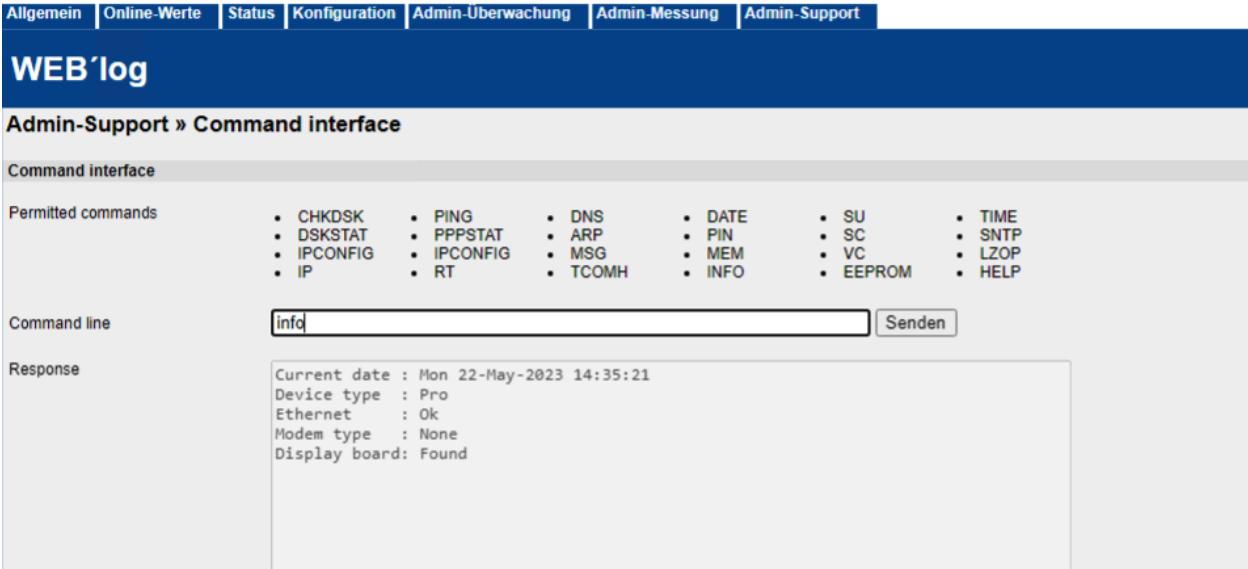 Allgemein Online-Werte Status Konfiguration Admin-Überwachung Admin-Messung Admin-Support
WEB´log
Admin-Support » Command interface
Command interface
Permitted commands
• CHKDSK • PING • DNS • DATE • SU • TIME
• DSKSTAT • PPPSTAT • ARP • PIN • SC • SNTP
• IPCONFIG • IPCONFIG • MSG • MEM • VC • LZOP
• IP • RT • TCOMH • INFO • EEPROM • HELP
Command line info Senden
Response
Current date : Mon 22-May-2023 14:35:21
Device type : Pro
Ethernet : Ok
Modem type : None
Display board: Found